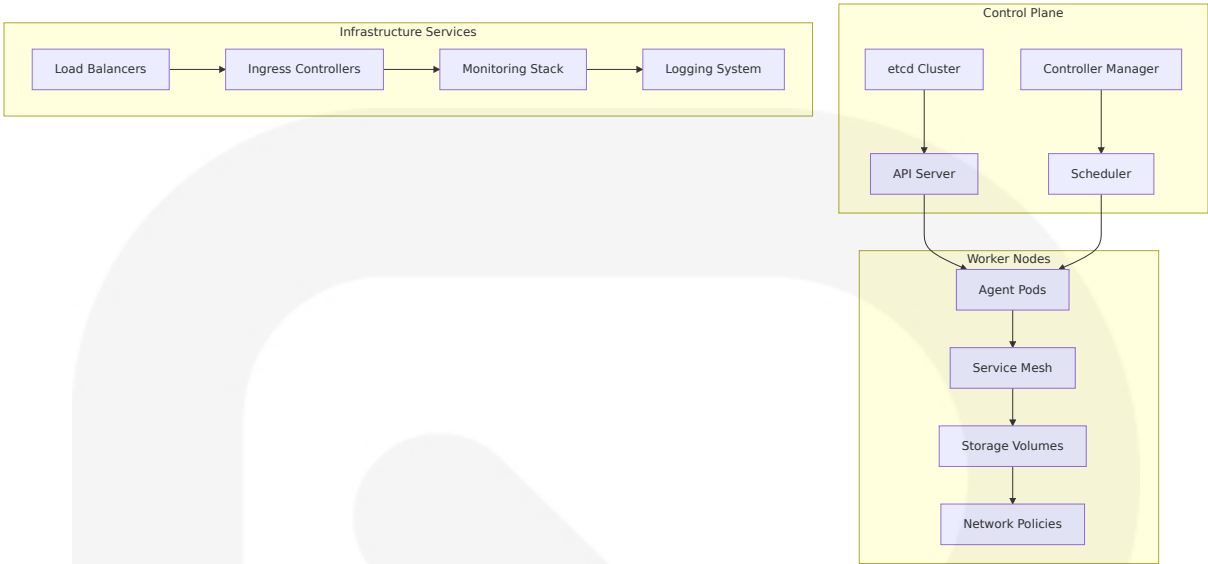 Infrastructure Services
Load Balancers
Ingress Controllers
Monitoring Stack
Logging System
Control Plane
etcd Cluster
Controller Manager
API Server
Scheduler
Worker Nodes
Agent Pods
Service Mesh
Storage Volumes
Network Policies